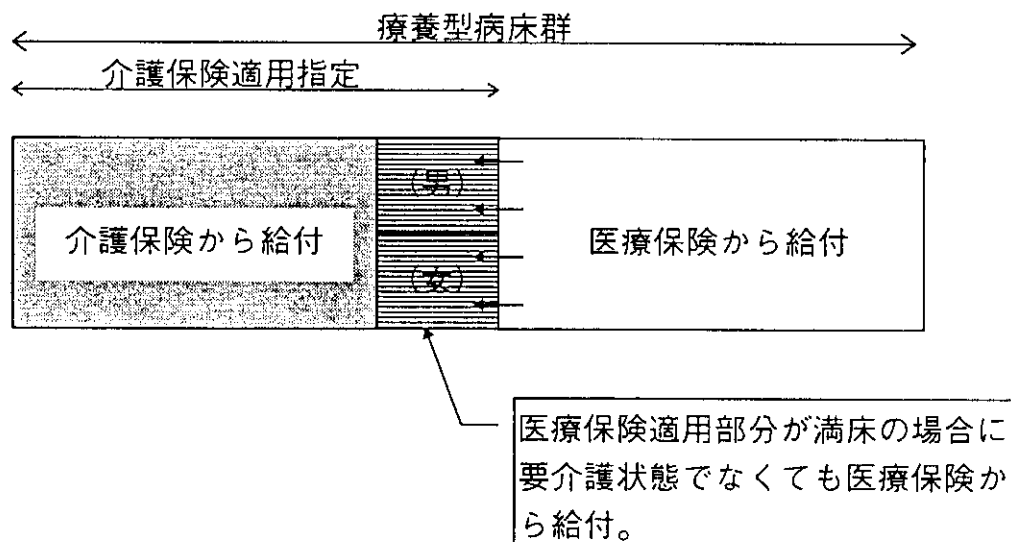 療養型病床群
介護保険適用指定
(男)
介護保険から給付
医療保険から給付
(女)
医療保険適用部分が満床の場合に
要介護状態でなくても医療保険か
ら給付。